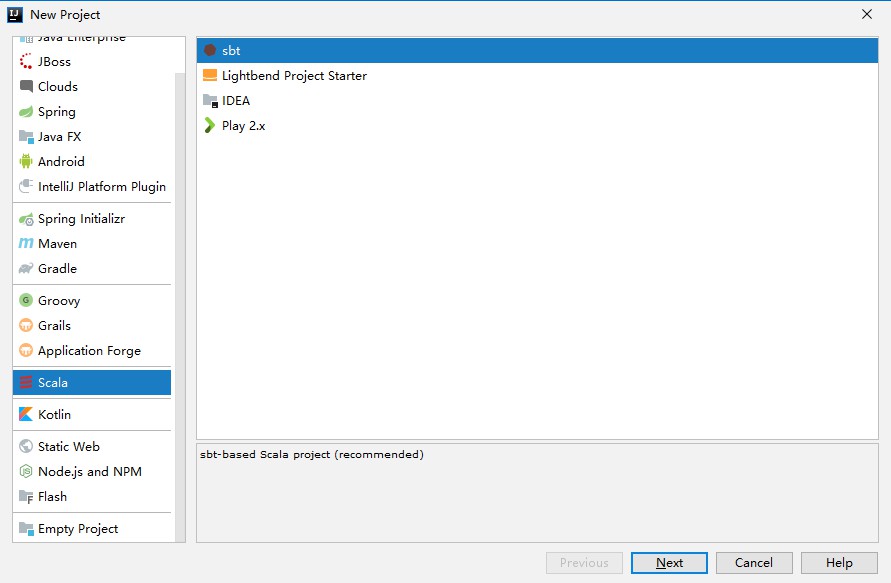 New Project
Java Enterprise
JBoss
Clouds
Spring
Java FX
Android
IntelliJ Platform Plugin
Spring Initializr
Maven
Gradle
Groovy
Grails
Application Forge
Scala
Kotlin
Static Web
Node.js and NPM
Flash
Empty Project
sbt
Lightbend Project Starter
IDEA
Play 2.x
sbt-based Scala project (recommended)
Previous
Next
Cancel
Help